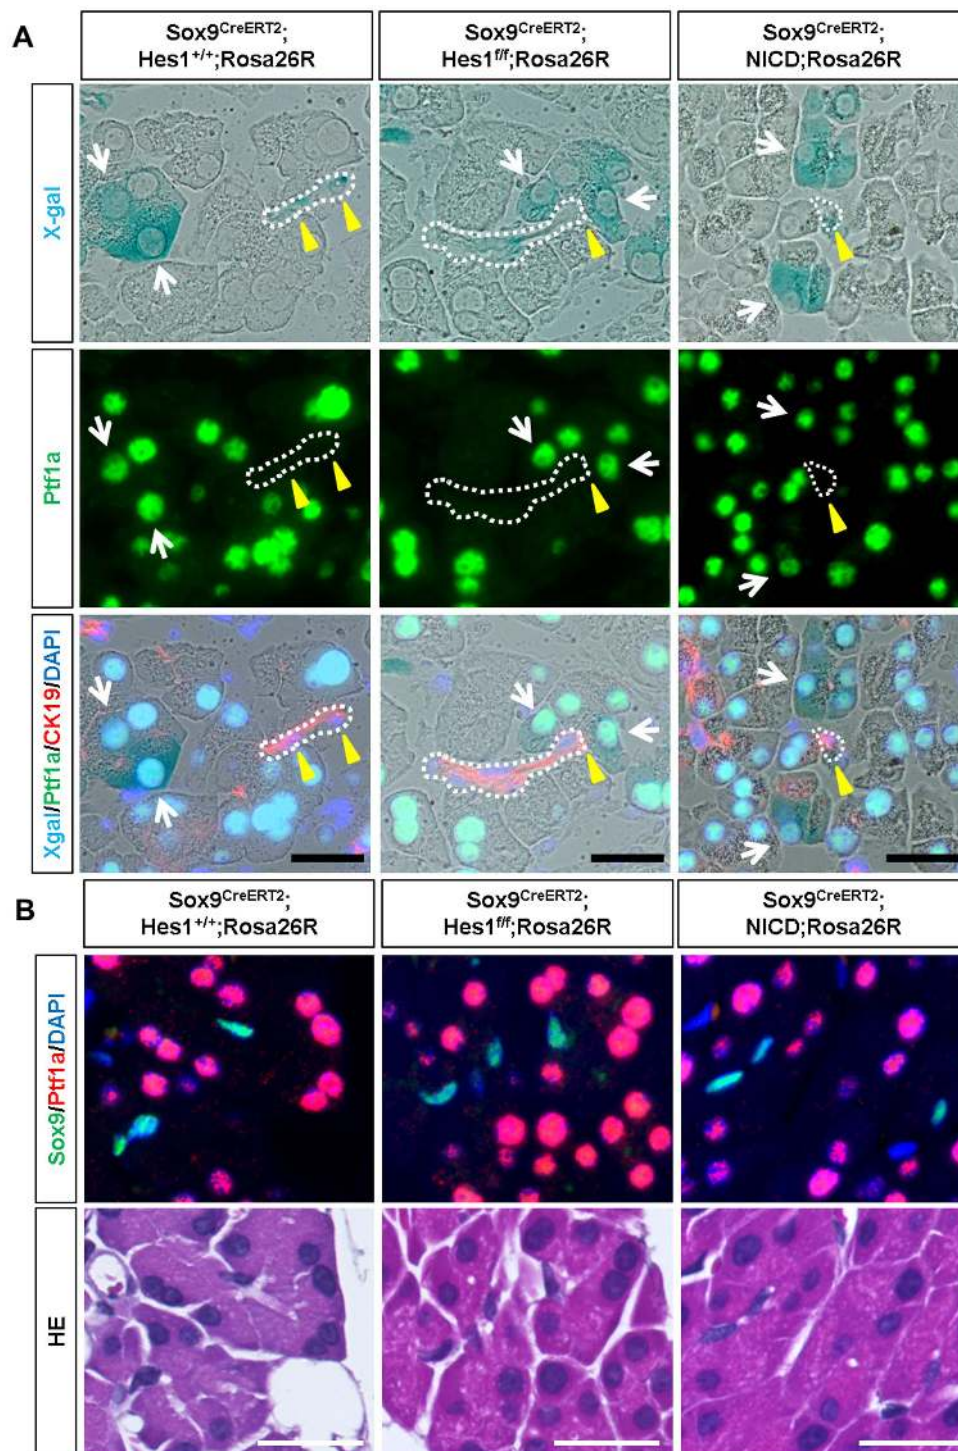 A
Sox9CreERT2;
Hes1+/+;Rosa26R
Sox9CreERT2;
Hes1f/f;Rosa26R
Sox9CreERT2;
NICD;Rosa26R
X-gal
Ptf1a
Xgal/Ptf1a/CK19/DAPI
B
Sox9CreERT2;
Hes1+/+;Rosa26R
Sox9CreERT2;
Hes1f/f;Rosa26R
Sox9CreERT2;
NICD;Rosa26R
Sox9/Ptf1a/DAPI
HE